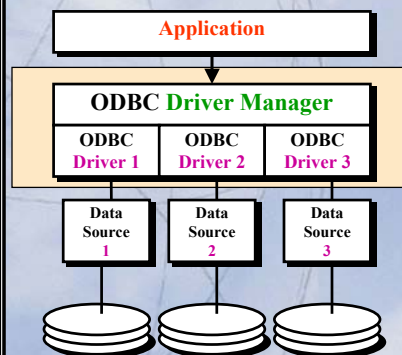 Application
ODBC Driver Manager
ODBC ODBC ODBC
Driver 1 Driver 2 Driver 3
Data Data Data
Source Source Source
1 2 3